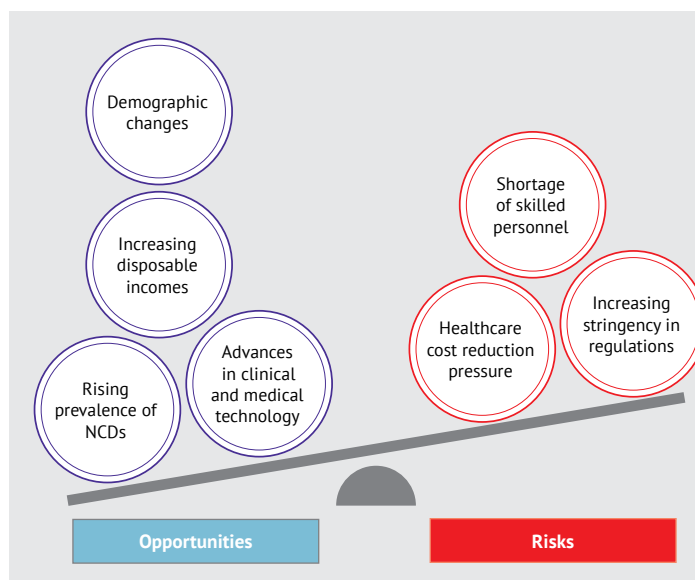 Demographic
changes
Increasing
disposable
incomes
Rising
prevalence of
NCDs
Advances
in clinical
and medical
technology
Shortage
of skilled
personnel
Healthcare
cost reduction
pressure
Increasing
stringency in
regulations
Opportunities
Risks